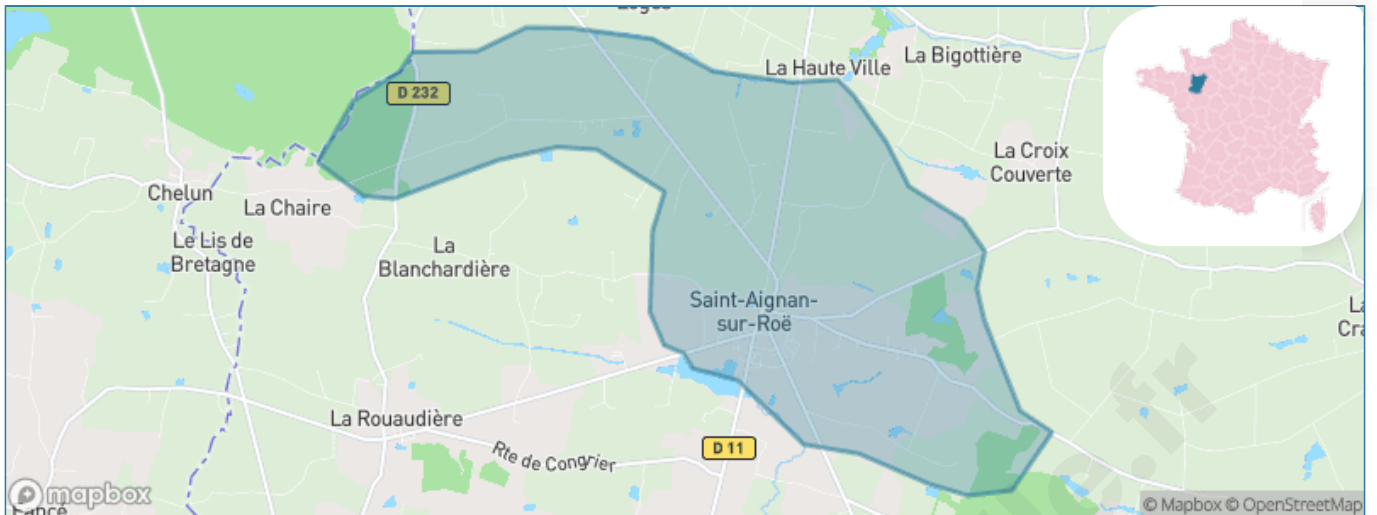 La Haute Ville
La Bigottière
D 232
La Croix
Couverte
Chelun
La Chaire
Le Lis de
Bretagne
La
Blanchardière
Saint-Aignan-
sur-Roë
La
La Rouaudière
Rte de Congrier
D 11
mapbox
© Mapbox © OpenStreetMap